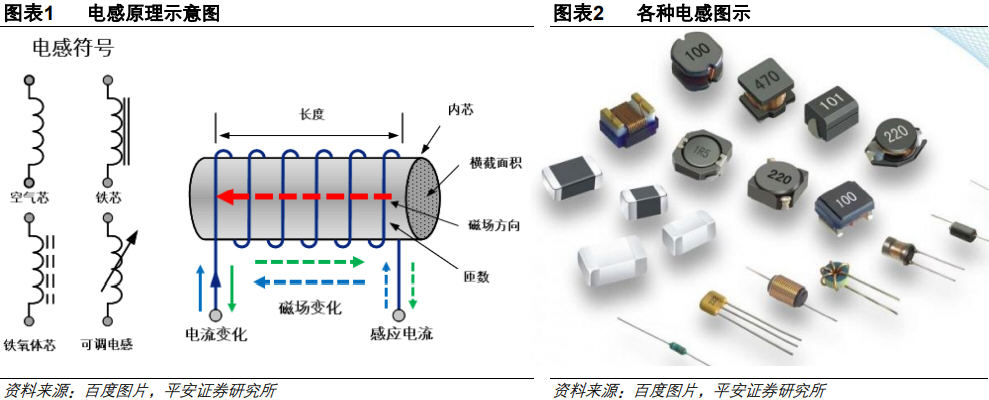 图表1 电感原理示意图
电感符号
空气芯
铁芯
铁氧体芯
可调电感
长度
内芯
横截面积
磁场方向
匝数
磁场变化
电流变化
感应电流
资料来源：百度图片，平安证券研究所
图表2 各种电感图示
100
470
101
220
1R5
220
100
资料来源：百度图片，平安证券研究所